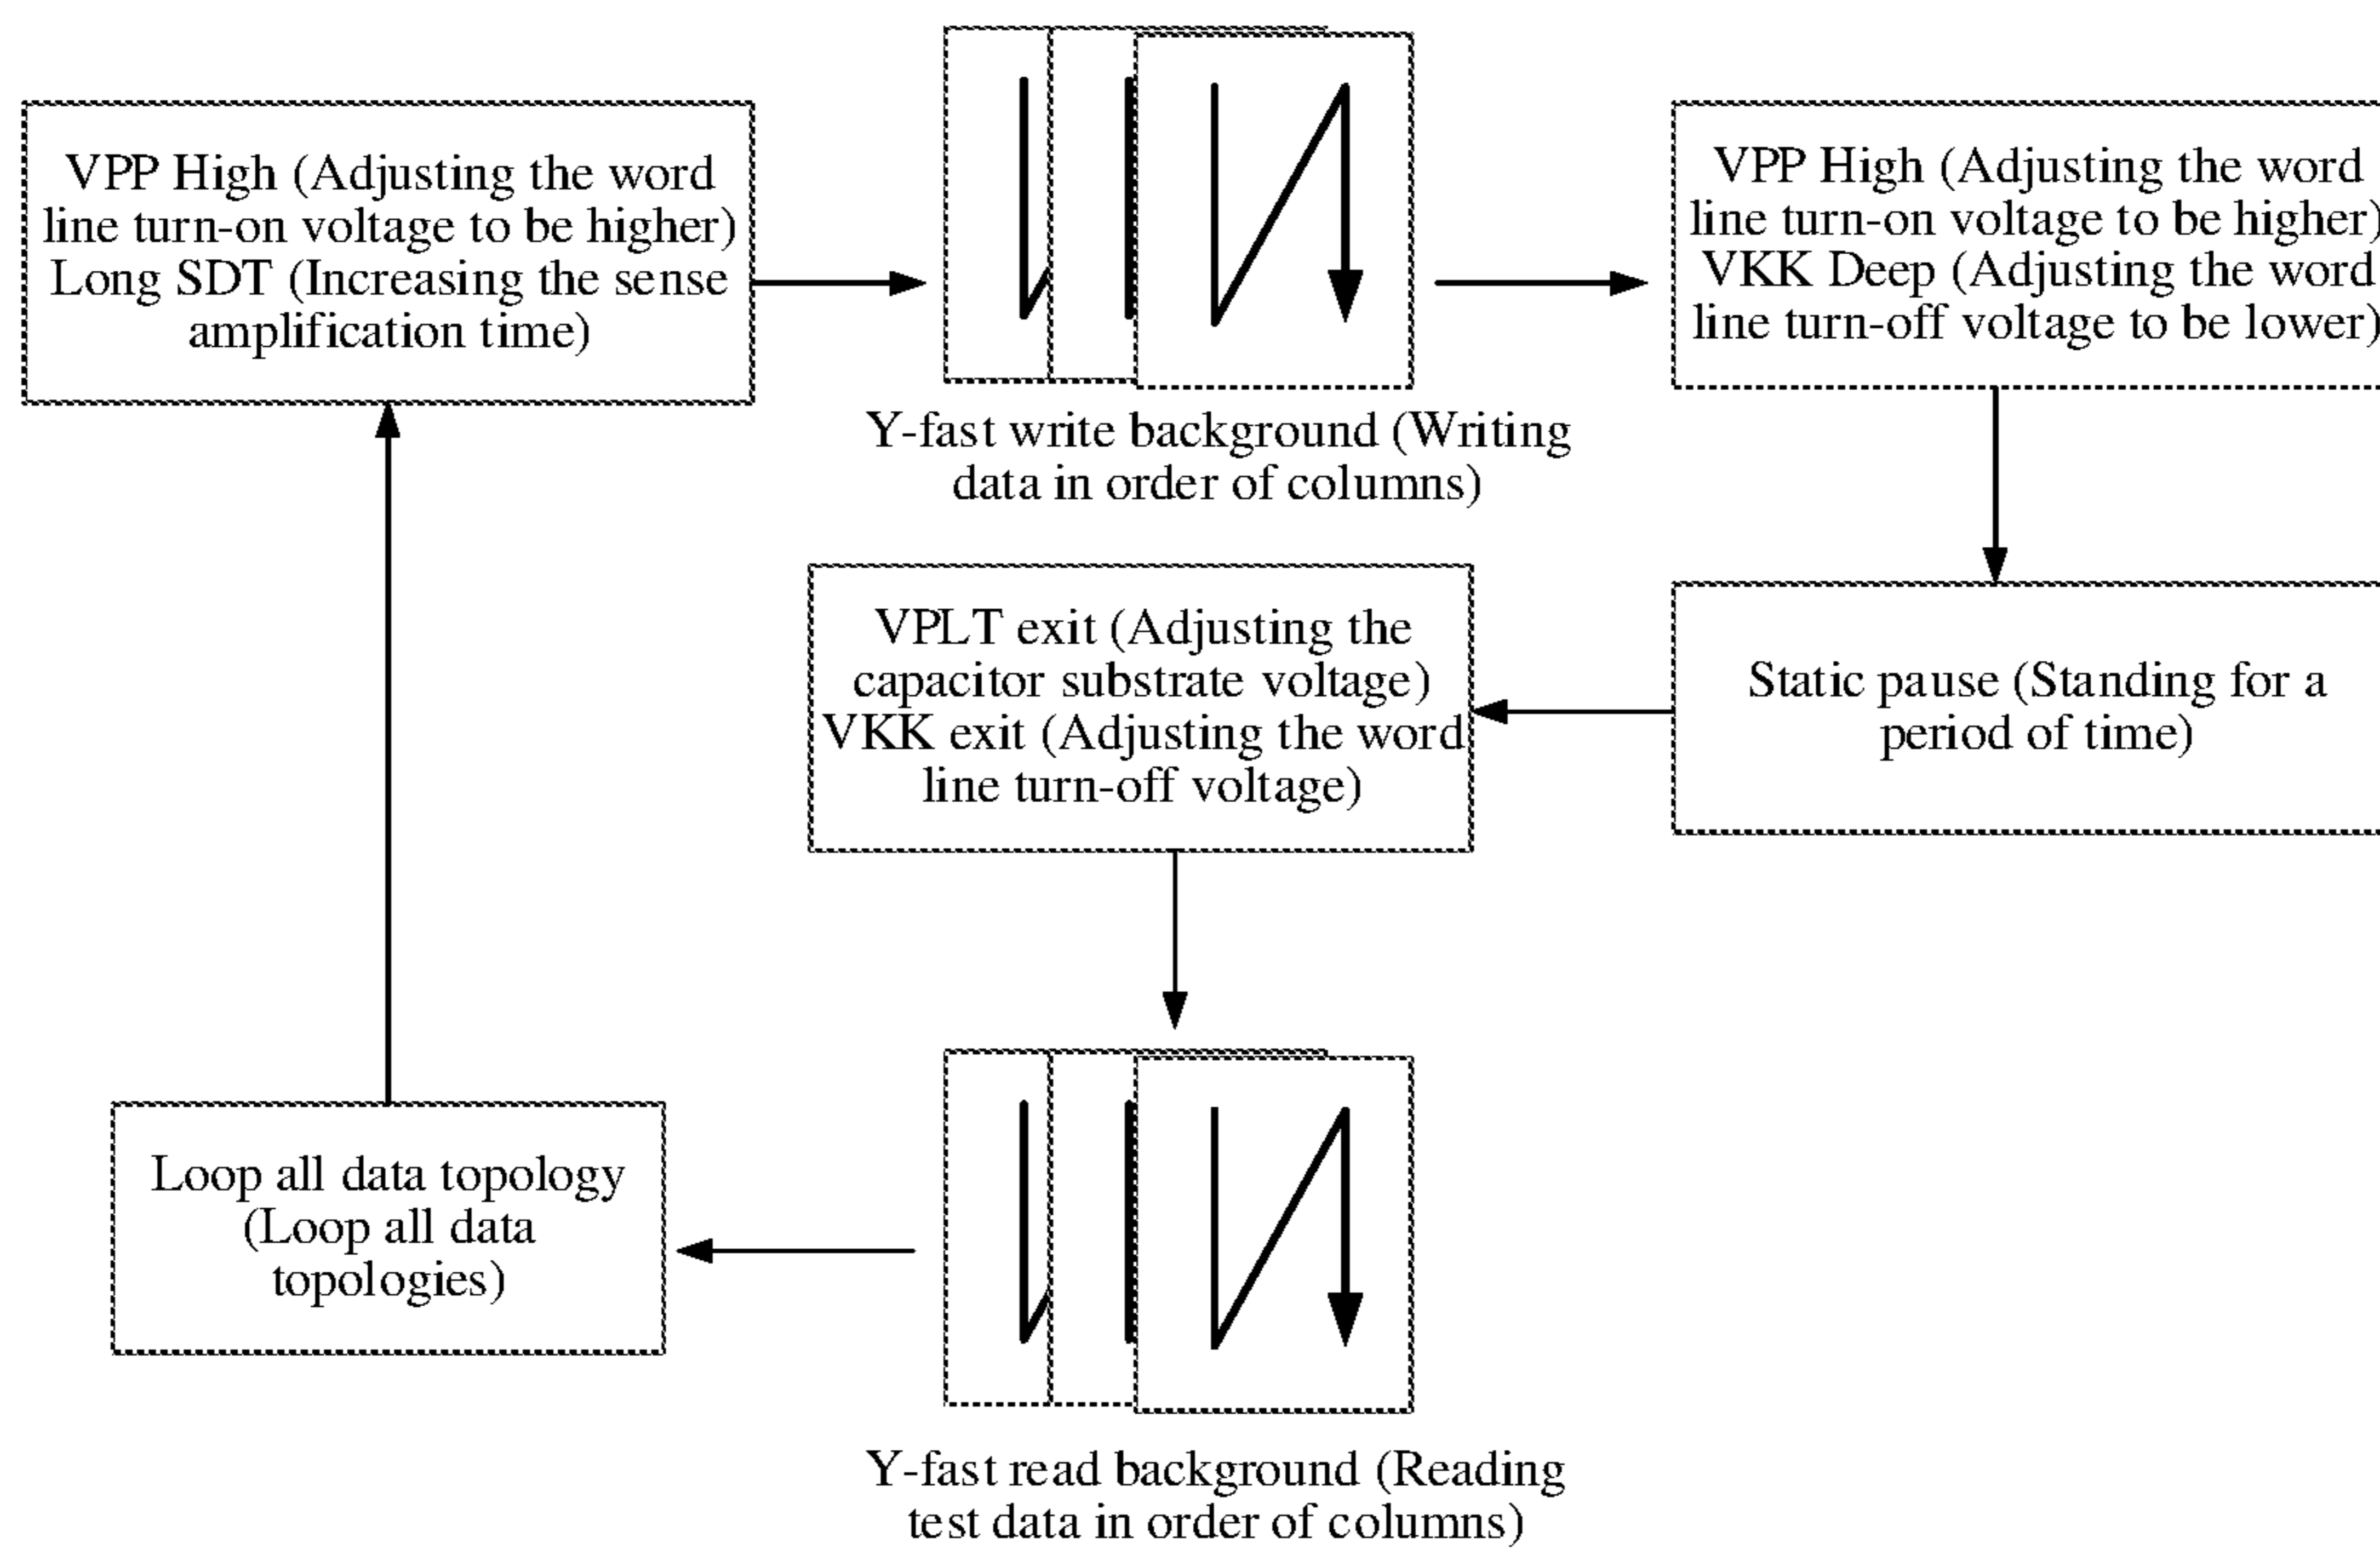 VPP High (Adjusting the word
line turn-on voltage to be higher)
Long SDT (Increasing the sense
amplification time)
Y-fast write background (Writing
data in order of columns)
VPP High (Adjusting the word
line turn-on voltage to be higher)
VKK Deep (Adjusting the word
line turn-off voltage to be lower)
Static pause (Standing for a
period of time)
VPLT exit (Adjusting the
capacitor substrate voltage)
VKK exit (Adjusting the word
line turn-off voltage)
Y-fast read background (Reading
test data in order of columns)
Loop all data topology
(Loop all data
topologies)